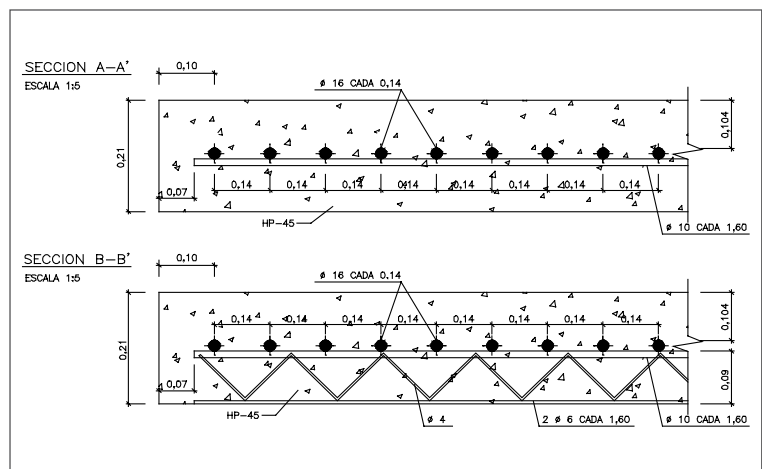 SECCION A-A'
ESCALA 1:5
0,10
ø 16 CADA 0.14
0,104
0,21
0,14 0,14 0,14 0,14 0,14 0,14 0,14 0,14
0,07
HP-45
ø 10 CADA 1,60
SECCION B-B'
ESCALA 1:5
0,10
ø 16 CADA 0.14
0,14 0,14 0,14 0,14 0,14 0,14 0,14 0,14
0,104
0,21
0,07
0,09
HP-45
ø 4
2 ø 6 CADA 1,60
ø 10 CADA 1,60